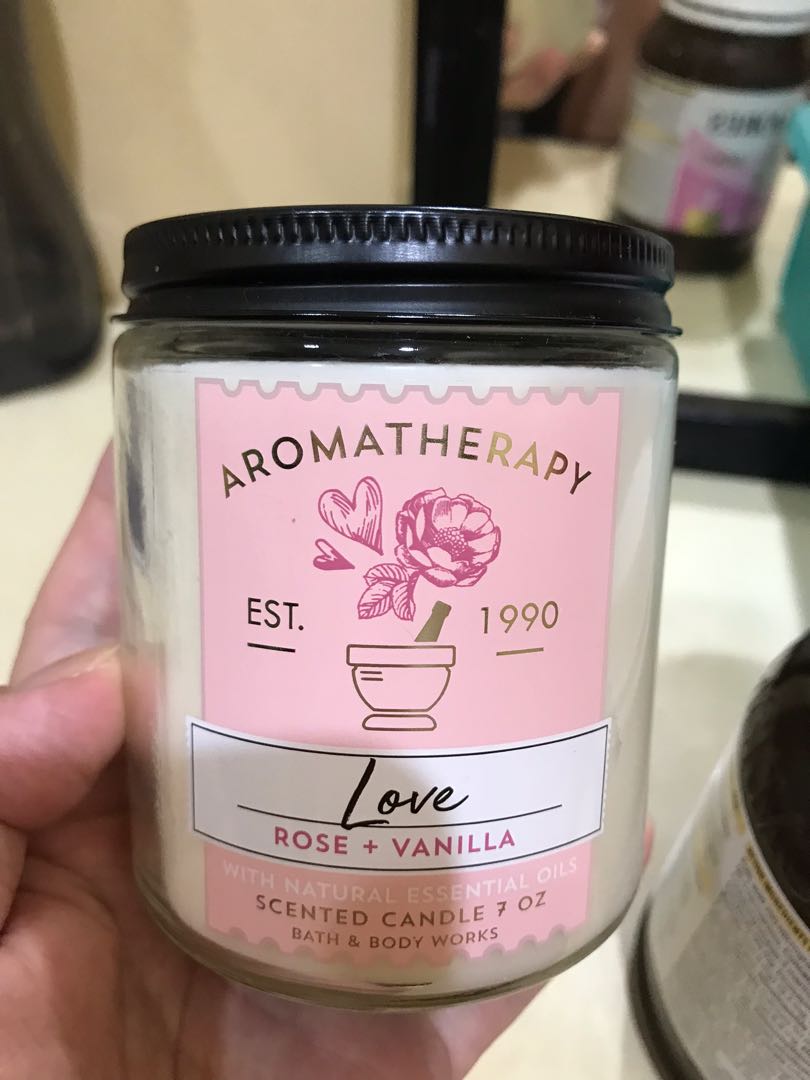 AROMATHERAPY
EST. 1990
Love
ROSE + VANILLA
WITH NATURAL ESSENTIAL OILS
SCENTED CANDLE 7 OZ
BATH & BODY WORKS